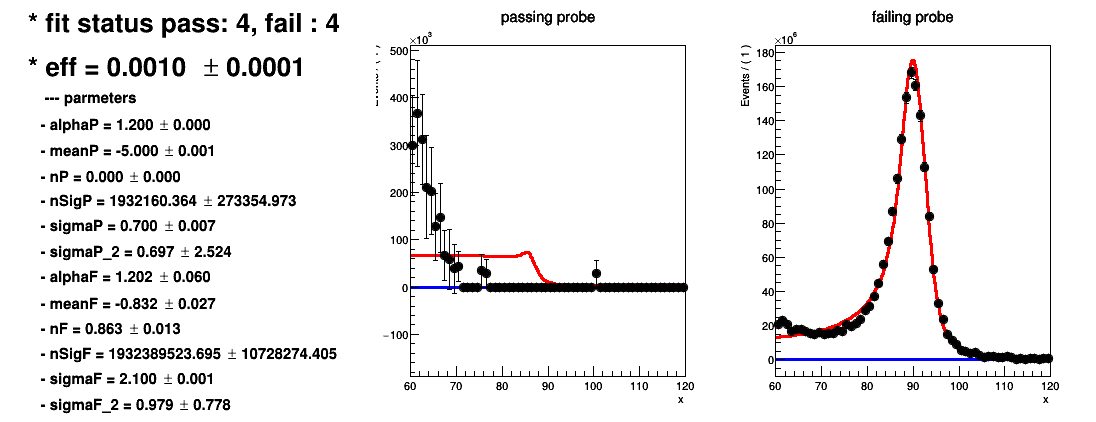 * fit status pass: 4, fail : 4
* eff = 0.0010 ± 0.0001
--- parmeters
- alphaP = 1.200 ± 0.000
- meanP = -5.000 ± 0.001
- nP = 0.000 ± 0.000
- nSigP = 1932160.364 ± 273354.973
- sigmaP = 0.700 ± 0.007
- sigmaP_2 = 0.697 ± 2.524
- alphaF = 1.202 ± 0.060
- meanF = -0.832 ± 0.027
- nF = 0.863 ± 0.013
- nSigF = 1932389523.695 ± 10728274.405
- sigmaF = 2.100 ± 0.001
- sigmaF_2 = 0.979 ± 0.778
passing probe
×10³
500
400
300
200
100
0
−100
60 70 80 90 100 110 120
x
failing probe
×10⁶
Events / ( 1 )
180
160
140
120
100
80
60
40
20
0
60 70 80 90 100 110 120
x